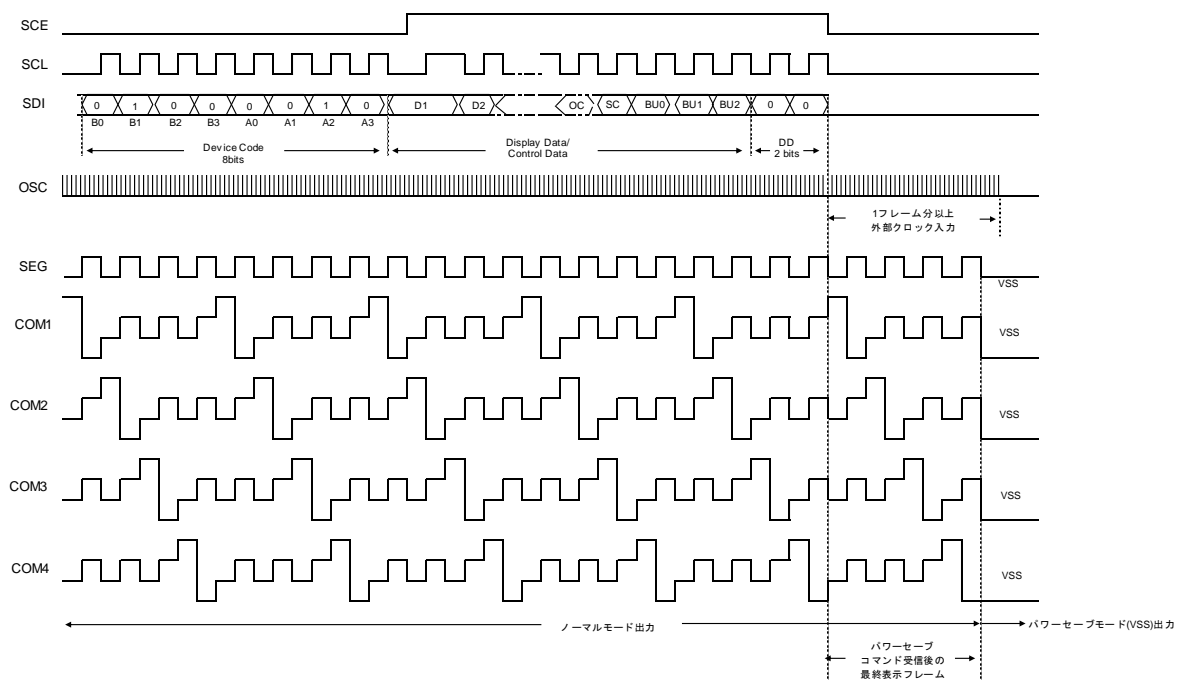 SCE
SCL
SDI
0 1 0 0 0 0 1 0 D1 D2 OC SC BU0 BU1 BU2 0 0
B0 B1 B2 B3 A0 A1 A2 A3
Device Code
8bits
Display Data/
Control Data
DD
2 bits
OSC
1フレーム分以上
外部クロック入力
SEG
VSS
COM1
VSS
COM2
VSS
COM3
VSS
COM4
VSS
ノーマルモード出力
パワーセーブモード(VSS)出力
パワーセーブ
コマンド受信後の
最終表示フレーム